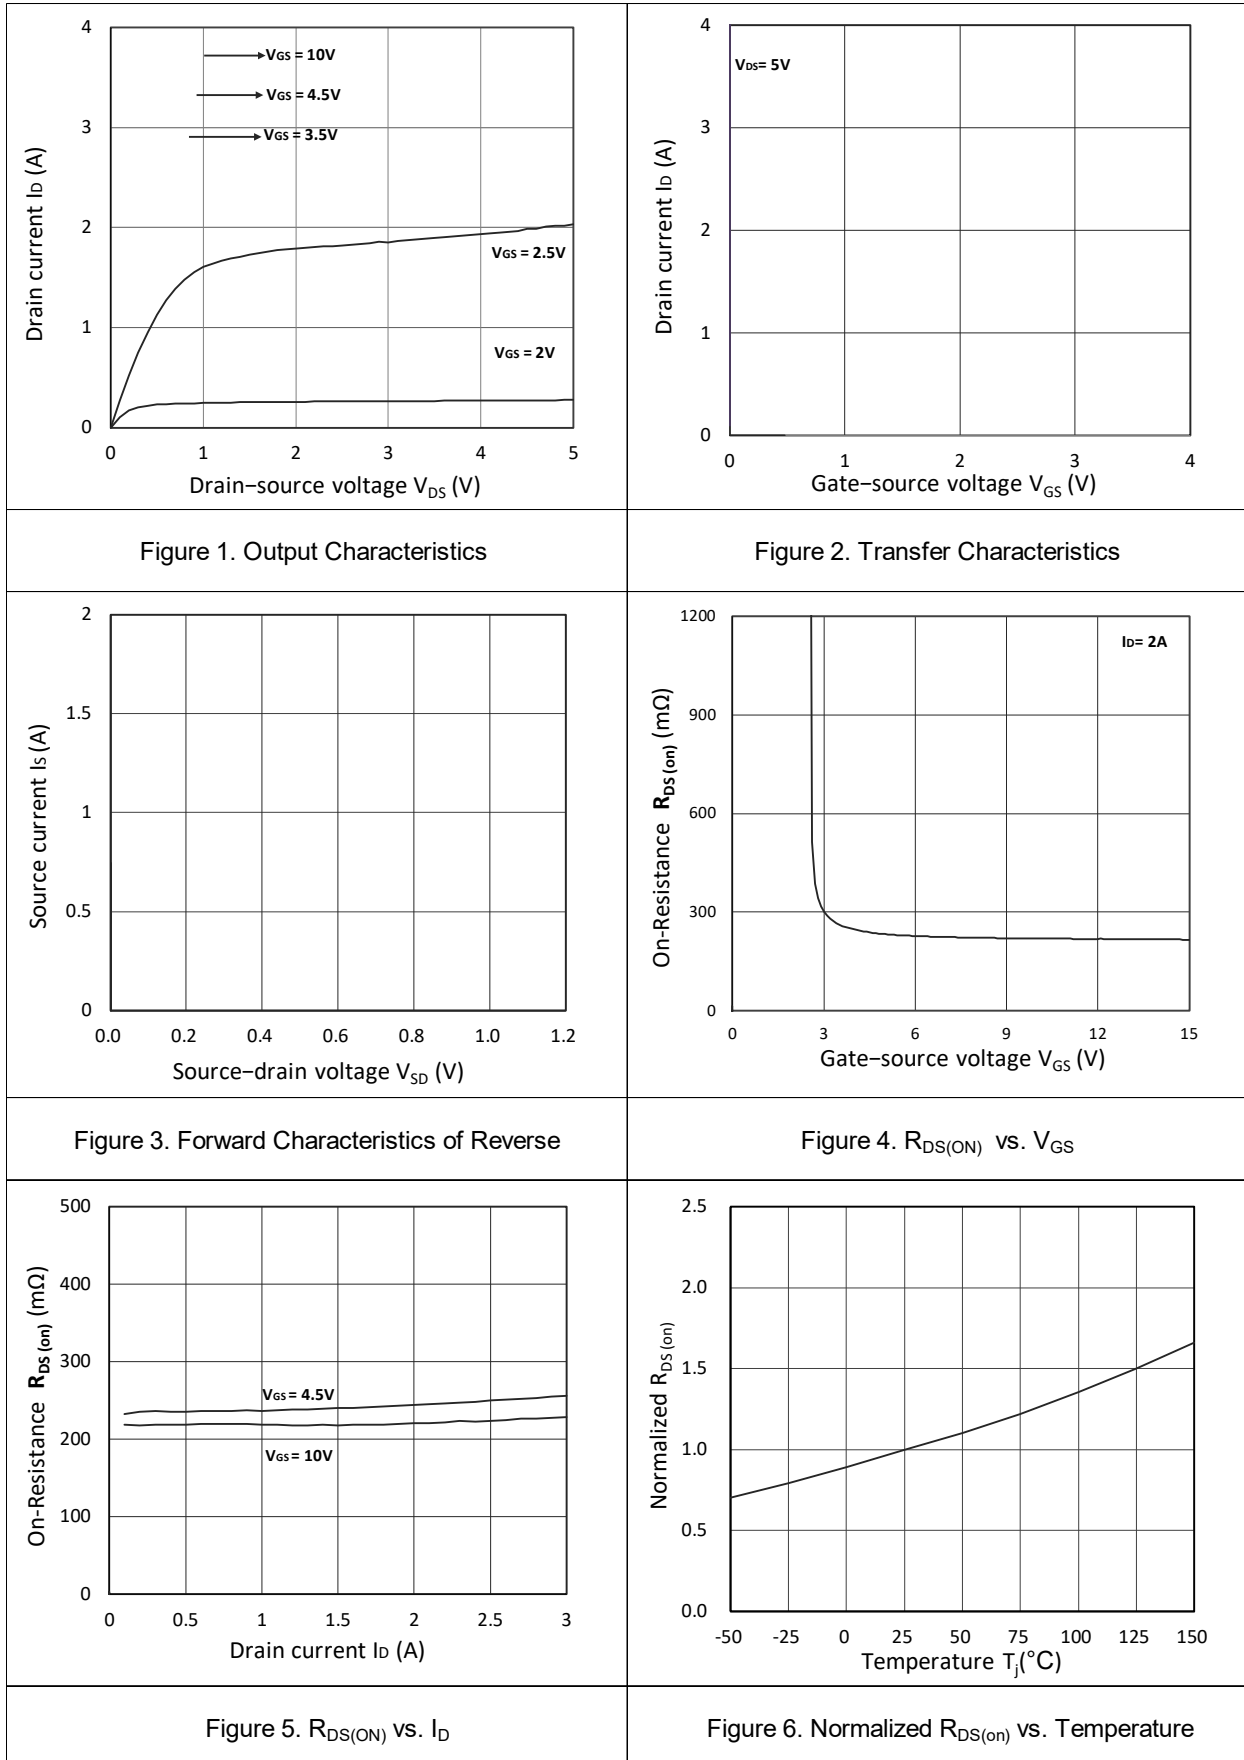 4
3
2
1
0
VGS = 10V
VGS = 4.5V
VGS = 3.5V
VGS = 2.5V
VGS = 2V
Drain current ID (A)
0 1 2 3 4 5
Drain−source voltage VDS (V)
Figure 1. Output Characteristics
4
3
2
1
0
VDS= 5V
Drain current ID (A)
0 1 2 3 4
Gate−source voltage VGS (V)
Figure 2. Transfer Characteristics
2
1.5
1
0.5
0
Source current IS (A)
0.0 0.2 0.4 0.6 0.8 1.0 1.2
Source−drain voltage VSD (V)
Figure 3. Forward Characteristics of Reverse
1200
900
600
300
0
ID= 2A
On-Resistance RDS(on) (mΩ)
0 3 6 9 12 15
Gate−source voltage VGS (V)
Figure 4. RDS(ON) vs. VGS
500
400
300
200
100
0
VGS = 4.5V
VGS = 10V
On-Resistance RDS(on) (mΩ)
0 0.5 1 1.5 2 2.5 3
Drain current ID (A)
Figure 5. RDS(ON) vs. ID
2.5
2.0
1.5
1.0
0.5
0.0
Normalized RDS(on)
-50 -25 0 25 50 75 100 125 150
Temperature Tj(°C)
Figure 6. Normalized RDS(on) vs. Temperature